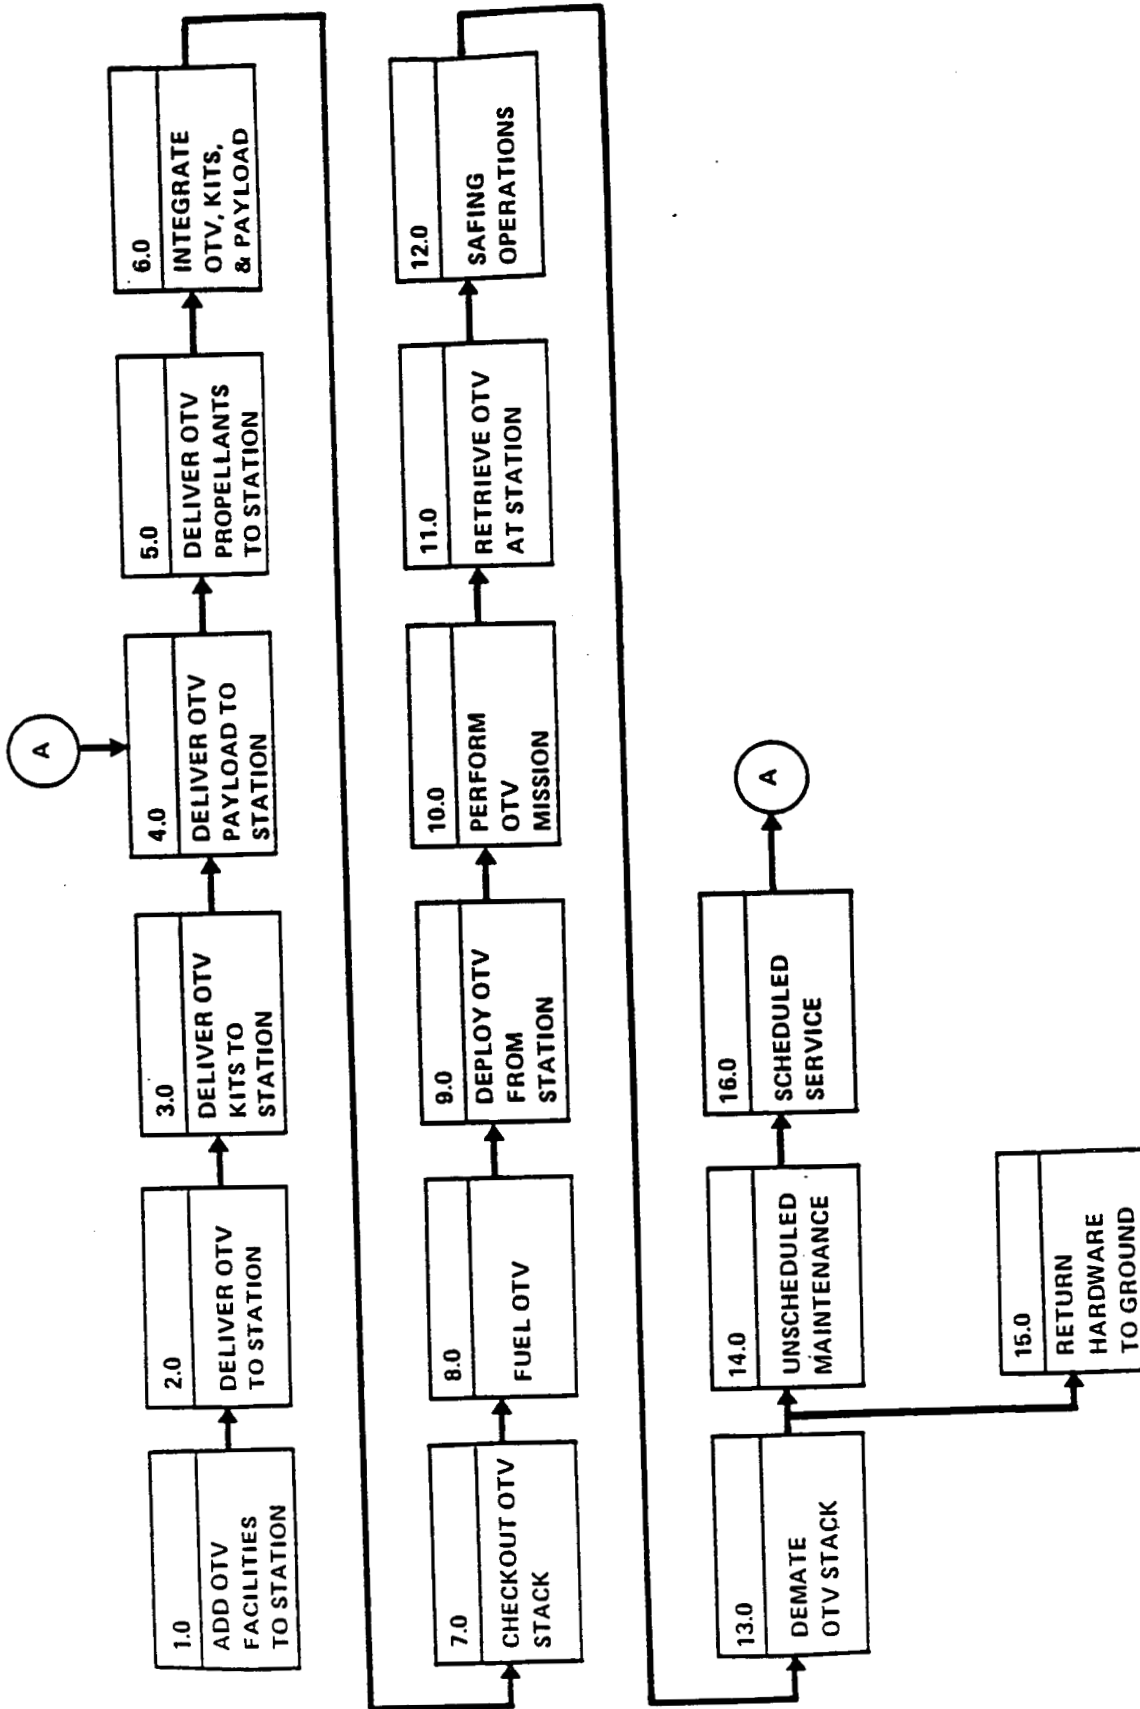 A
1.0
ADD OTV
FACILITIES
TO STATION
2.0
DELIVER OTV
TO STATION
3.0
DELIVER OTV
KITS TO
STATION
4.0
DELIVER OTV
PAYLOAD TO
STATION
5.0
DELIVER OTV
PROPELLANTS
TO STATION
6.0
INTEGRATE
OTV, KITS,
& PAYLOAD
7.0
CHECKOUT OTV
STACK
8.0
FUEL OTV
9.0
DEPLOY OTV
FROM
STATION
10.0
PERFORM
OTV
MISSION
11.0
RETRIEVE OTV
AT STATION
12.0
SAFING
OPERATIONS
13.0
DEMATE
OTV STACK
14.0
UNSCHEDULED
MAINTENANCE
16.0
SCHEDULED
SERVICE
A
15.0
RETURN
HARDWARE
TO GROUND